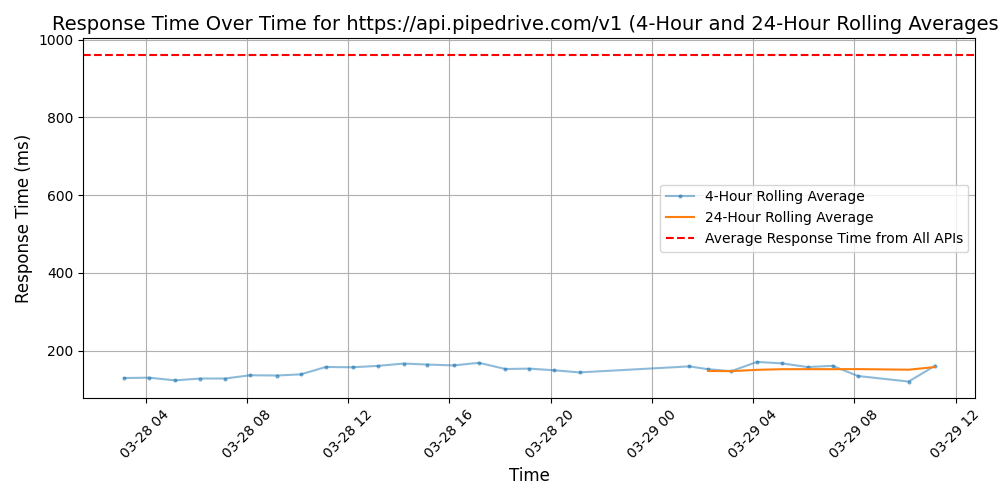 Response Time Over Time for https://api.pipedrive.com/v1 (4-Hour and 24-Hour Rolling Averages
1000
800
600
400
200
Response Time (ms)
4-Hour Rolling Average
24-Hour Rolling Average
Average Response Time from All APIs
03-28 04
03-28 08
03-28 12
03-28 16
03-28 20
03-29 00
03-29 04
03-29 08
03-29 12
Time